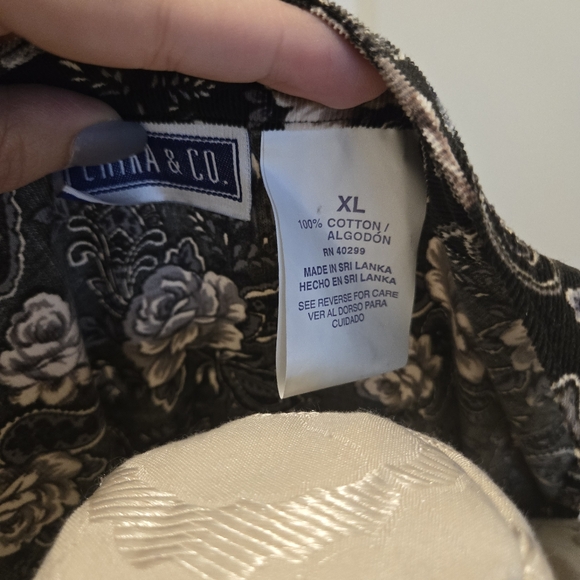 & CO.
XL
100% COTTON /
ALGODÓN
RN 40299
MADE IN SRI LANKA
HECHO EN SRI LANKA
SEE REVERSE FOR CARE
VER AL DORSO PARA
CUIDADO